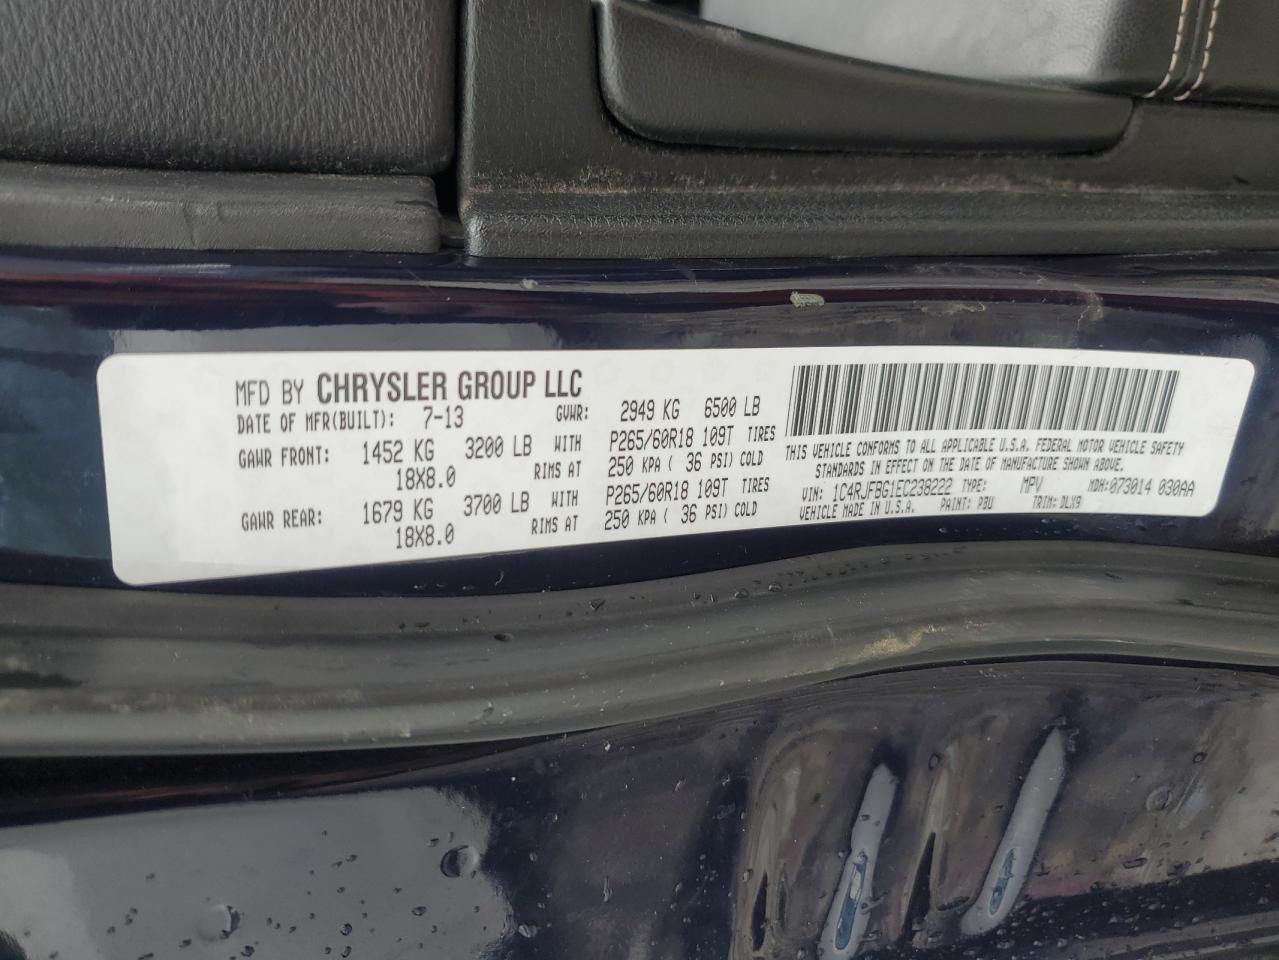 MFD BY CHRYSLER GROUP LLC
DATE OF MFR(BUILT): 7-13 GVWR: 2949 KG 6500 LB
GAWR FRONT: 1452 KG 3200 LB WITH P265/60R18 109T TIRES
18X8.0 RIMS AT 250 KPA ( 36 PSI) COLD
GAWR REAR: 1679 KG 3700 LB WITH P265/60R18 109T TIRES
18X8.0 RIMS AT 250 KPA ( 36 PSI) COLD
THIS VEHICLE CONFORMS TO ALL APPLICABLE U.S.A. FEDERAL MOTOR VEHICLE SAFETY
STANDARDS IN EFFECT ON THE DATE OF MANUFACTURE SHOWN ABOVE.
VIN: 1C4RJFBG1EC238222 TYPE: MPV MDH: 073014 030AA
VEHICLE MADE IN U.S.A. PAINT: PBU TRIM: DLX9